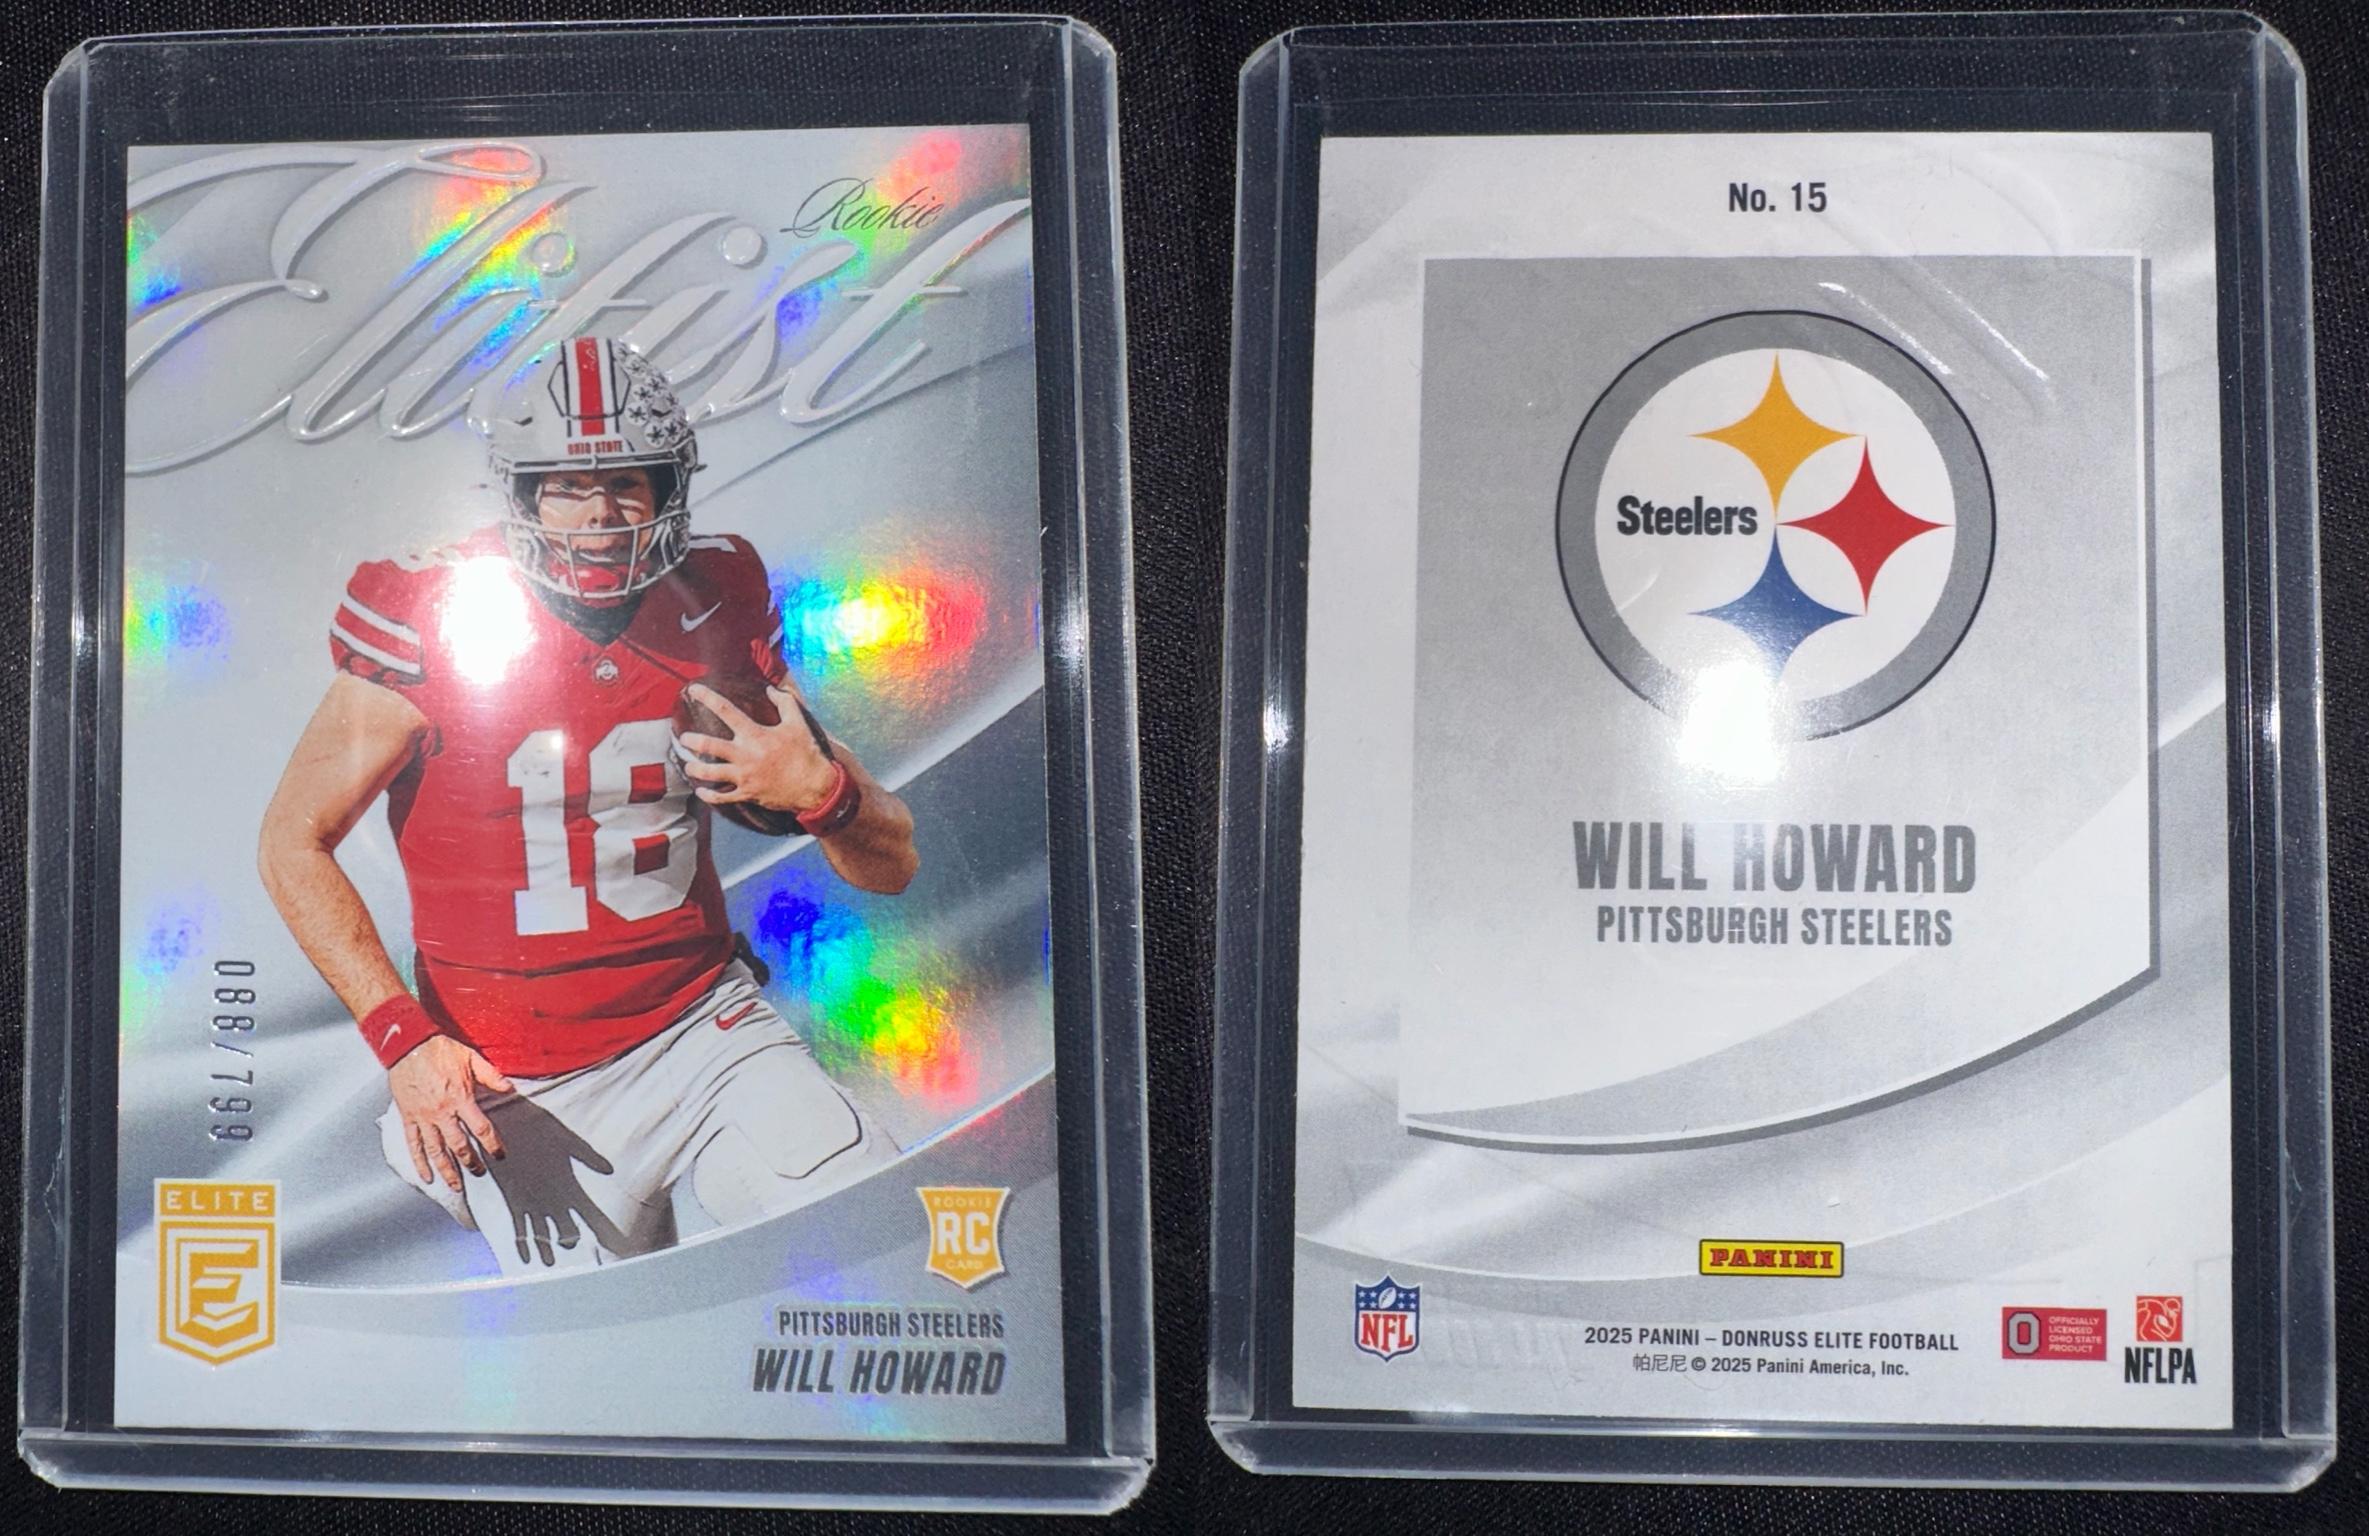 Elitist
Rookie
OHIO STATE
18
088/799
ELITE
E
ROOKIE
RC
CARD
PITTSBURGH STEELERS
WILL HOWARD
No. 15
Steelers
WILL HOWARD
PITTSBURGH STEELERS
PANINI
NFL
2025 PANINI – DONRUSS ELITE FOOTBALL
帕尼尼 © 2025 Panini America, Inc.
O
OFFICIALLY
LICENSED
OHIO STATE
PRODUCT
NFLPA